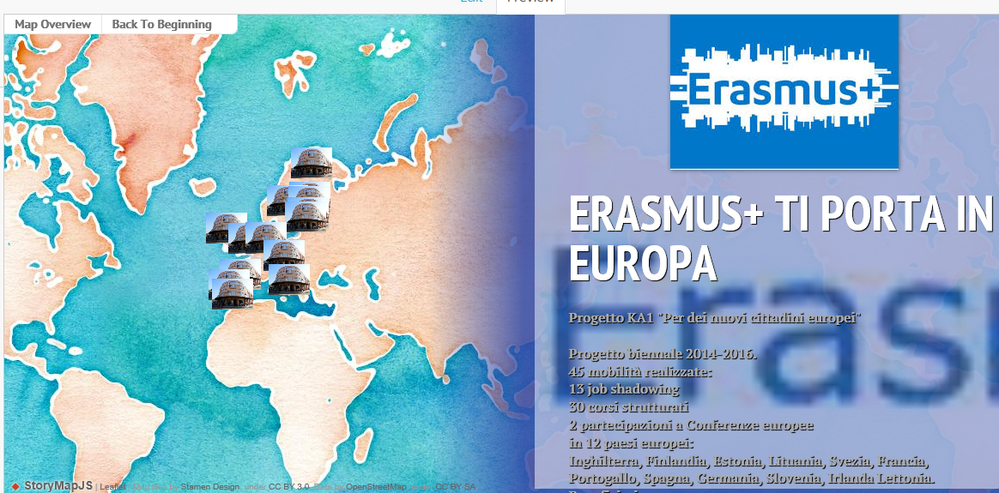 Edit Preview
Map Overview Back To Beginning
Erasmus+
ERASMUS+ TI PORTA IN
EUROPA
Eras
Progetto KA1 "Per dei nuovi cittadini europei"
Progetto biennale 2014-2016.
45 mobilità realizzate:
13 job shadowing
30 corsi strutturati
2 partecipazioni a Conferenze europee
in 12 paesi europei:
Inghilterra, Finlandia, Estonia, Lituania, Svezia, Francia,
Portogallo, Spagna, Germania, Slovenia, Irlanda Lettonia.
StoryMapJS | Leaflet | Map tiles by Stamen Design, under CC BY 3.0. Data by OpenStreetMap, under CC BY SA